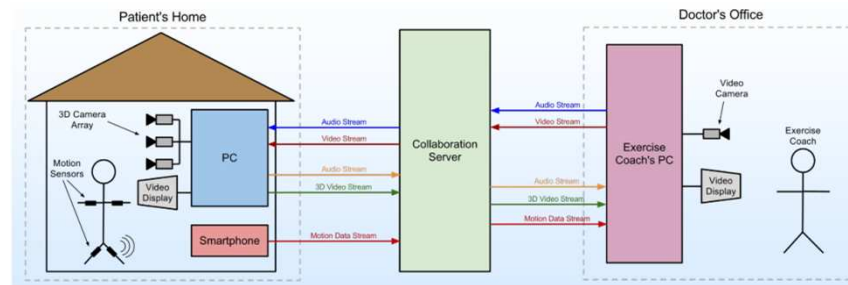 Patient's Home
Doctor's Office
3D Camera
Array
Motion
Sensors
Video
Display
PC
Smartphone
Audio Stream
Video Stream
Audio Stream
3D Video Stream
Motion Data Stream
Collaboration
Server
Audio Stream
Video Stream
Audio Stream
3D Video Stream
Motion Data Stream
Exercise
Coach's PC
Video
Camera
Video
Display
Exercise
Coach